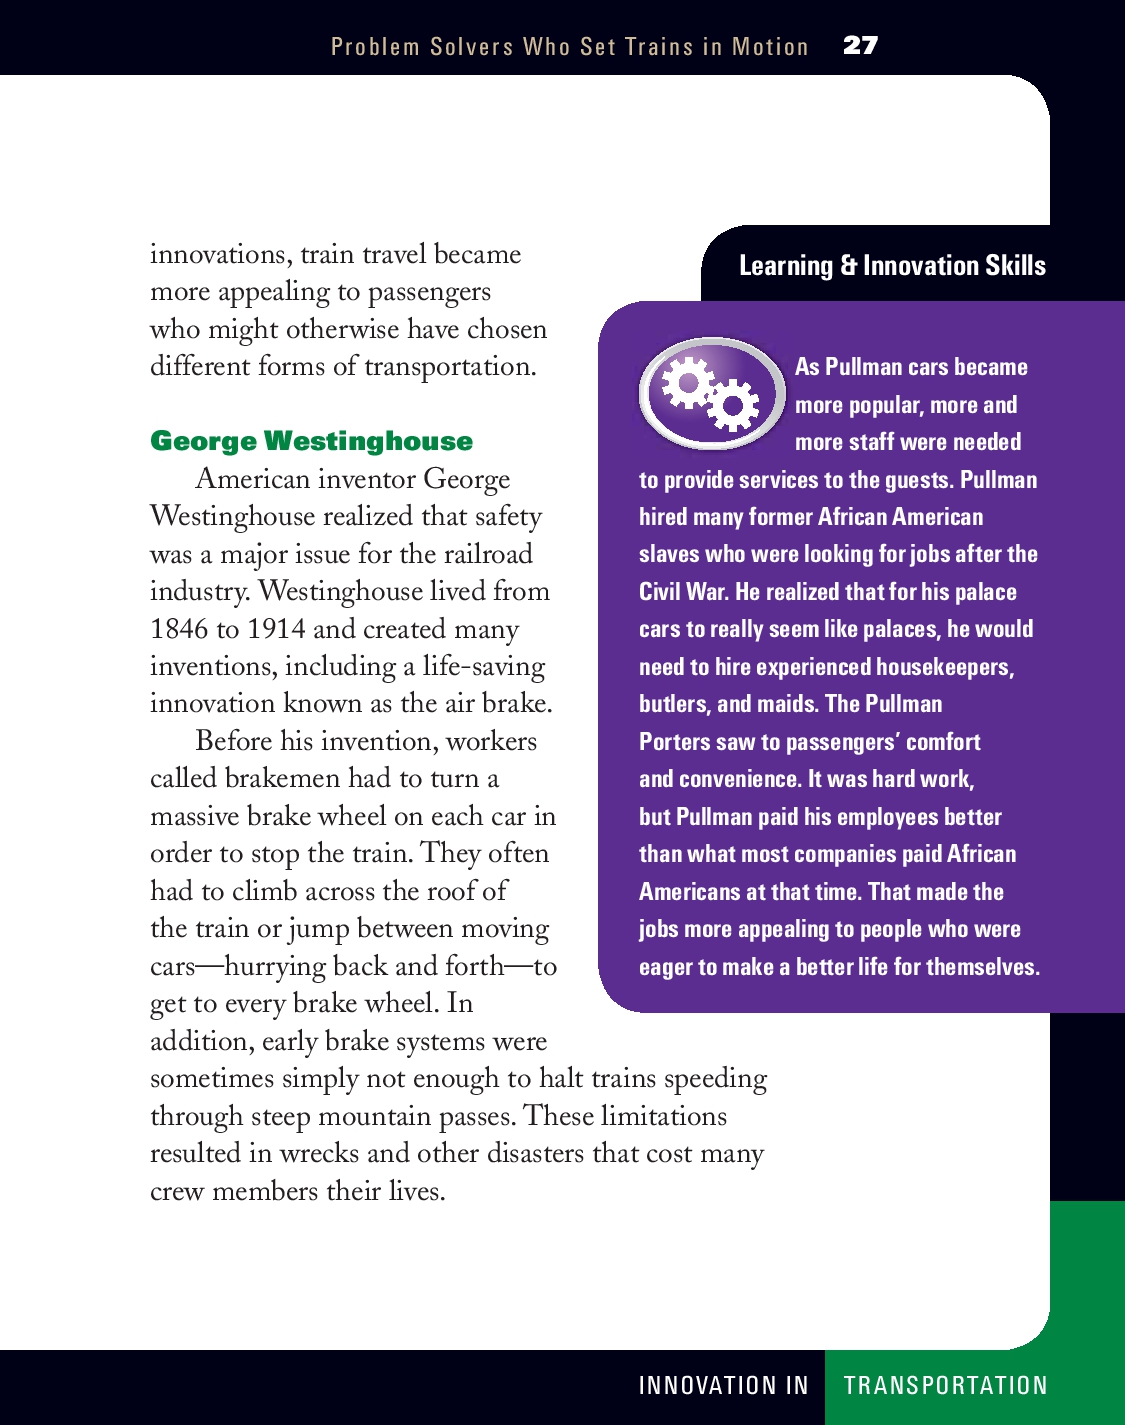 Problem Solvers Who Set Trains in Motion 27
innovations, train travel became
more appealing to passengers
who might otherwise have chosen
different forms of transportation.
George Westinghouse
American inventor George
Westinghouse realized that safety
was a major issue for the railroad
industry. Westinghouse lived from
1846 to 1914 and created many
inventions, including a life-saving
innovation known as the air brake.
Before his invention, workers
called brakemen had to turn a
massive brake wheel on each car in
order to stop the train. They often
had to climb across the roof of
the train or jump between moving
cars—hurrying back and forth—to
get to every brake wheel. In
addition, early brake systems were
sometimes simply not enough to halt trains speeding
through steep mountain passes. These limitations
resulted in wrecks and other disasters that cost many
crew members their lives.
Learning & Innovation Skills
As Pullman cars became
more popular, more and
more staff were needed
to provide services to the guests. Pullman
hired many former African American
slaves who were looking for jobs after the
Civil War. He realized that for his palace
cars to really seem like palaces, he would
need to hire experienced housekeepers,
butlers, and maids. The Pullman
Porters saw to passengers’ comfort
and convenience. It was hard work,
but Pullman paid his employees better
than what most companies paid African
Americans at that time. That made the
jobs more appealing to people who were
eager to make a better life for themselves.
INNOVATION IN TRANSPORTATION